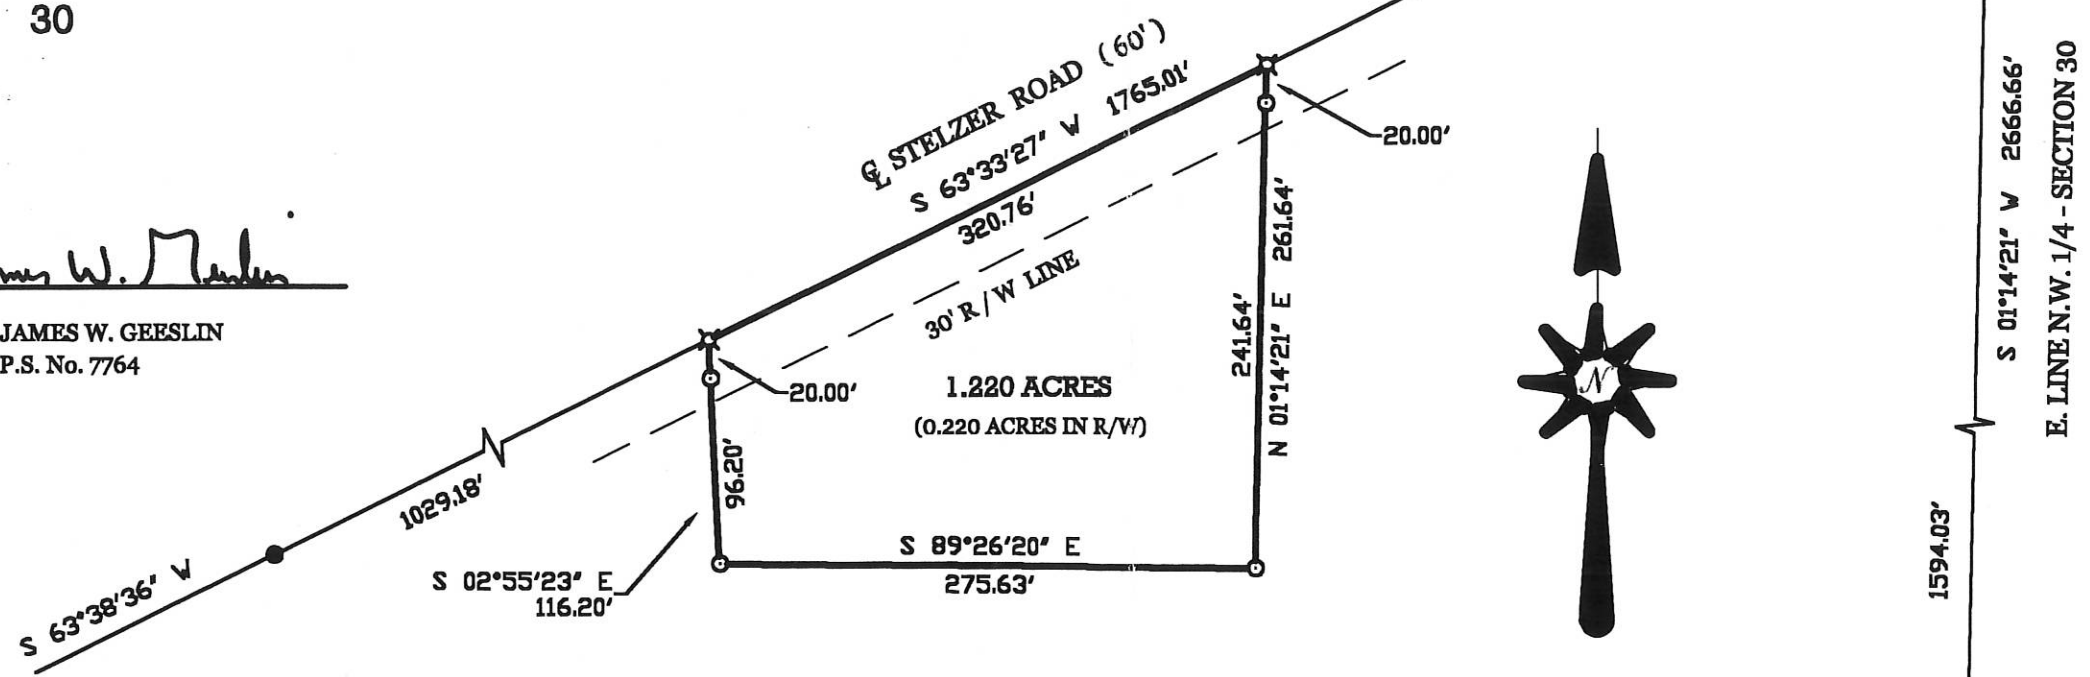 30
℄ STELZER ROAD (60')
S 63°33'27" W 1765.01'
320.76'
30' R/W LINE
20.00'
JAMES W. GEESLIN
P.S. No. 7764
20.00'
1.220 ACRES
(0.220 ACRES IN R/W)
241.64'
N 01°14'21" E 261.64'
96.20'
1029.18'
S 63°38'36" W
S 02°55'23" E
116.20'
S 89°26'20" E
275.63'
N
S 01°14'21" W 2666.66'
E. LINE N.W. 1/4 - SECTION 30
1594.03'